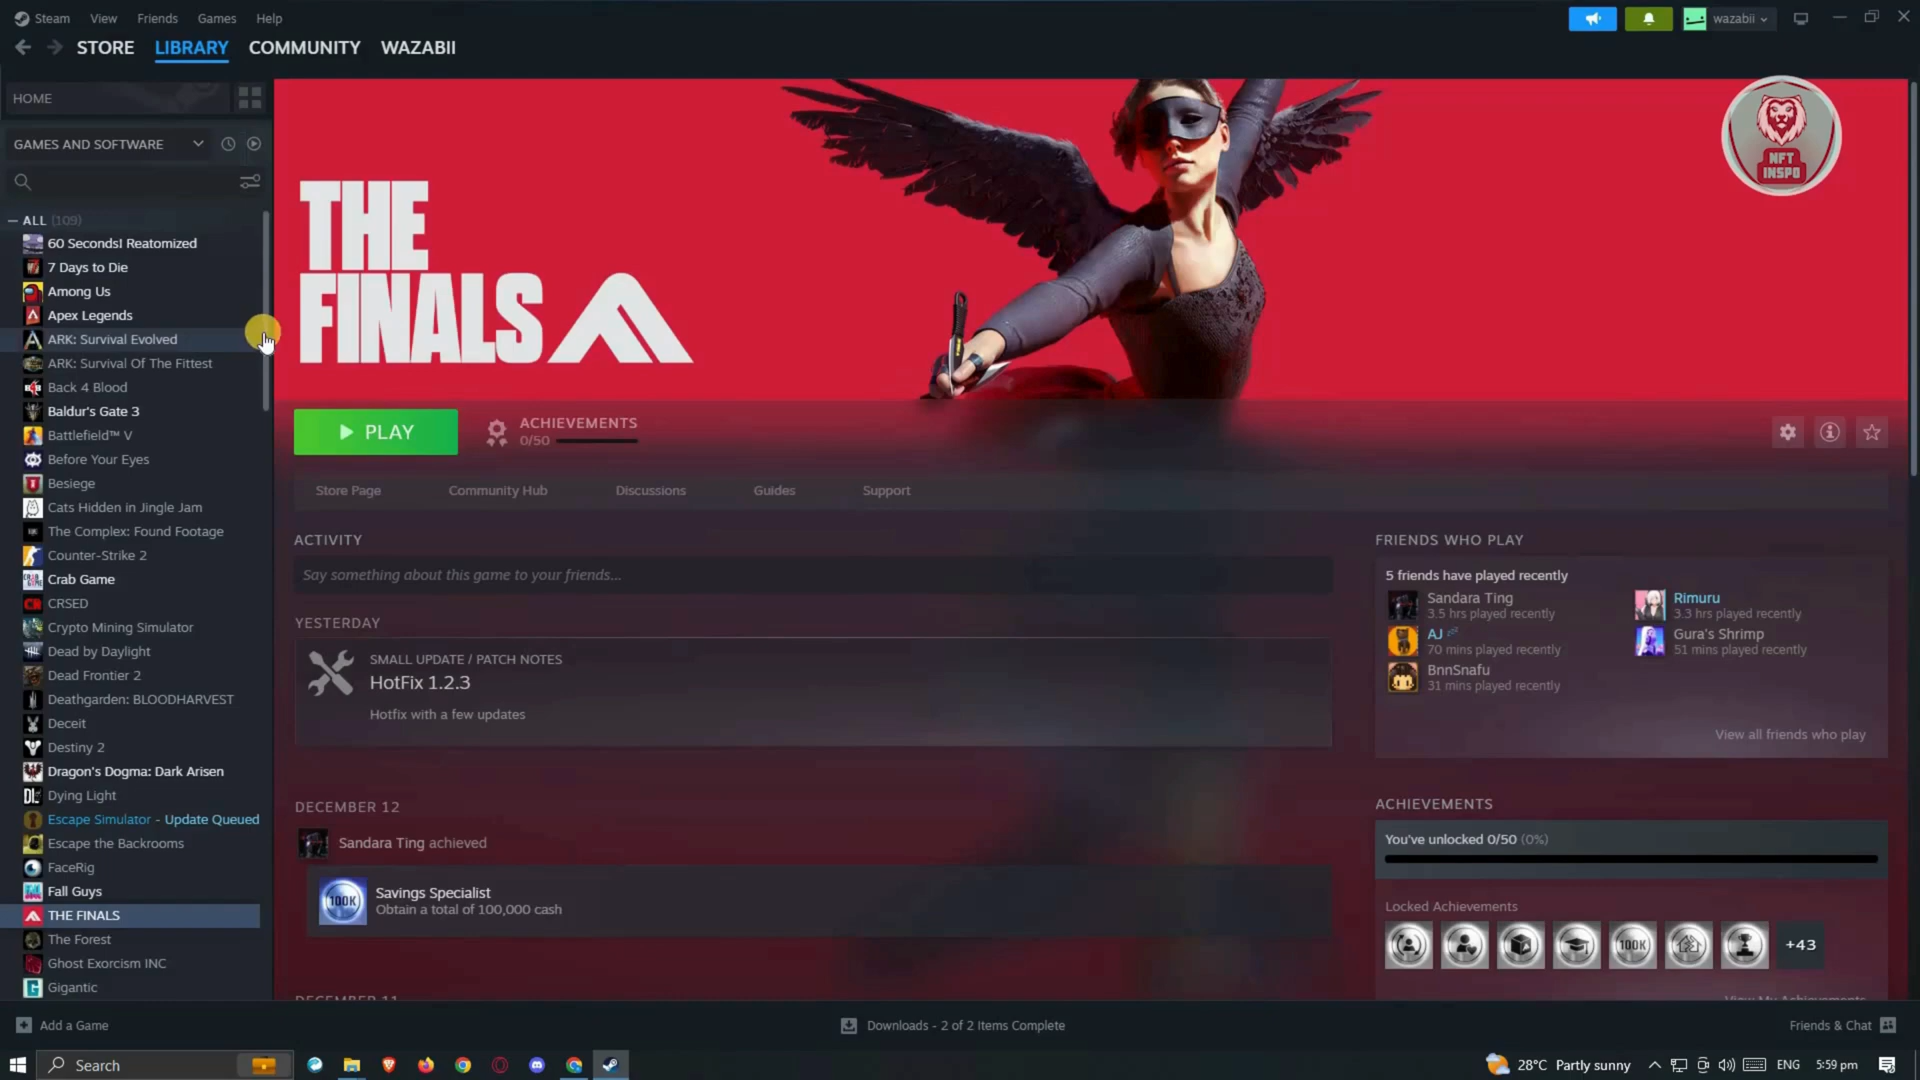 Steam View Friends Games Help
wazabii
STORE LIBRARY COMMUNITY WAZABII
HOME
GAMES AND SOFTWARE
ALL (109)
60 Seconds! Reatomized
7 Days to Die
Among Us
Apex Legends
ARK: Survival Evolved
ARK: Survival Of The Fittest
Back 4 Blood
Baldur's Gate 3
Battlefield™ V
Before Your Eyes
Besiege
Cats Hidden in Jingle Jam
The Complex: Found Footage
Counter-Strike 2
Crab Game
CRSED
Crypto Mining Simulator
Dead by Daylight
Dead Frontier 2
Deathgarden: BLOODHARVEST
Deceit
Destiny 2
Dragon's Dogma: Dark Arisen
Dying Light
Escape Simulator - Update Queued
Escape the Backrooms
FaceRig
Fall Guys
THE FINALS
The Forest
Ghost Exorcism INC
Gigantic
THE
FINALS
NFT
INSPO
PLAY
ACHIEVEMENTS
0/50
Store Page Community Hub Discussions Guides Support
ACTIVITY
Say something about this game to your friends...
YESTERDAY
SMALL UPDATE / PATCH NOTES
HotFix 1.2.3
Hotfix with a few updates
DECEMBER 12
Sandara Ting achieved
100K
Savings Specialist
Obtain a total of 100,000 cash
DECEMBER 11
FRIENDS WHO PLAY
5 friends have played recently
Sandara Ting
3.5 hrs played recently
Rimuru
3.3 hrs played recently
AJ
70 mins played recently
Gura's Shrimp
51 mins played recently
BnnSnafu
31 mins played recently
View all friends who play
ACHIEVEMENTS
You've unlocked 0/50 (0%)
Locked Achievements
100K
+43
View My Achievements
Add a Game
Downloads - 2 of 2 Items Complete
Friends & Chat
Search
28°C Partly sunny
ENG
5:59 pm